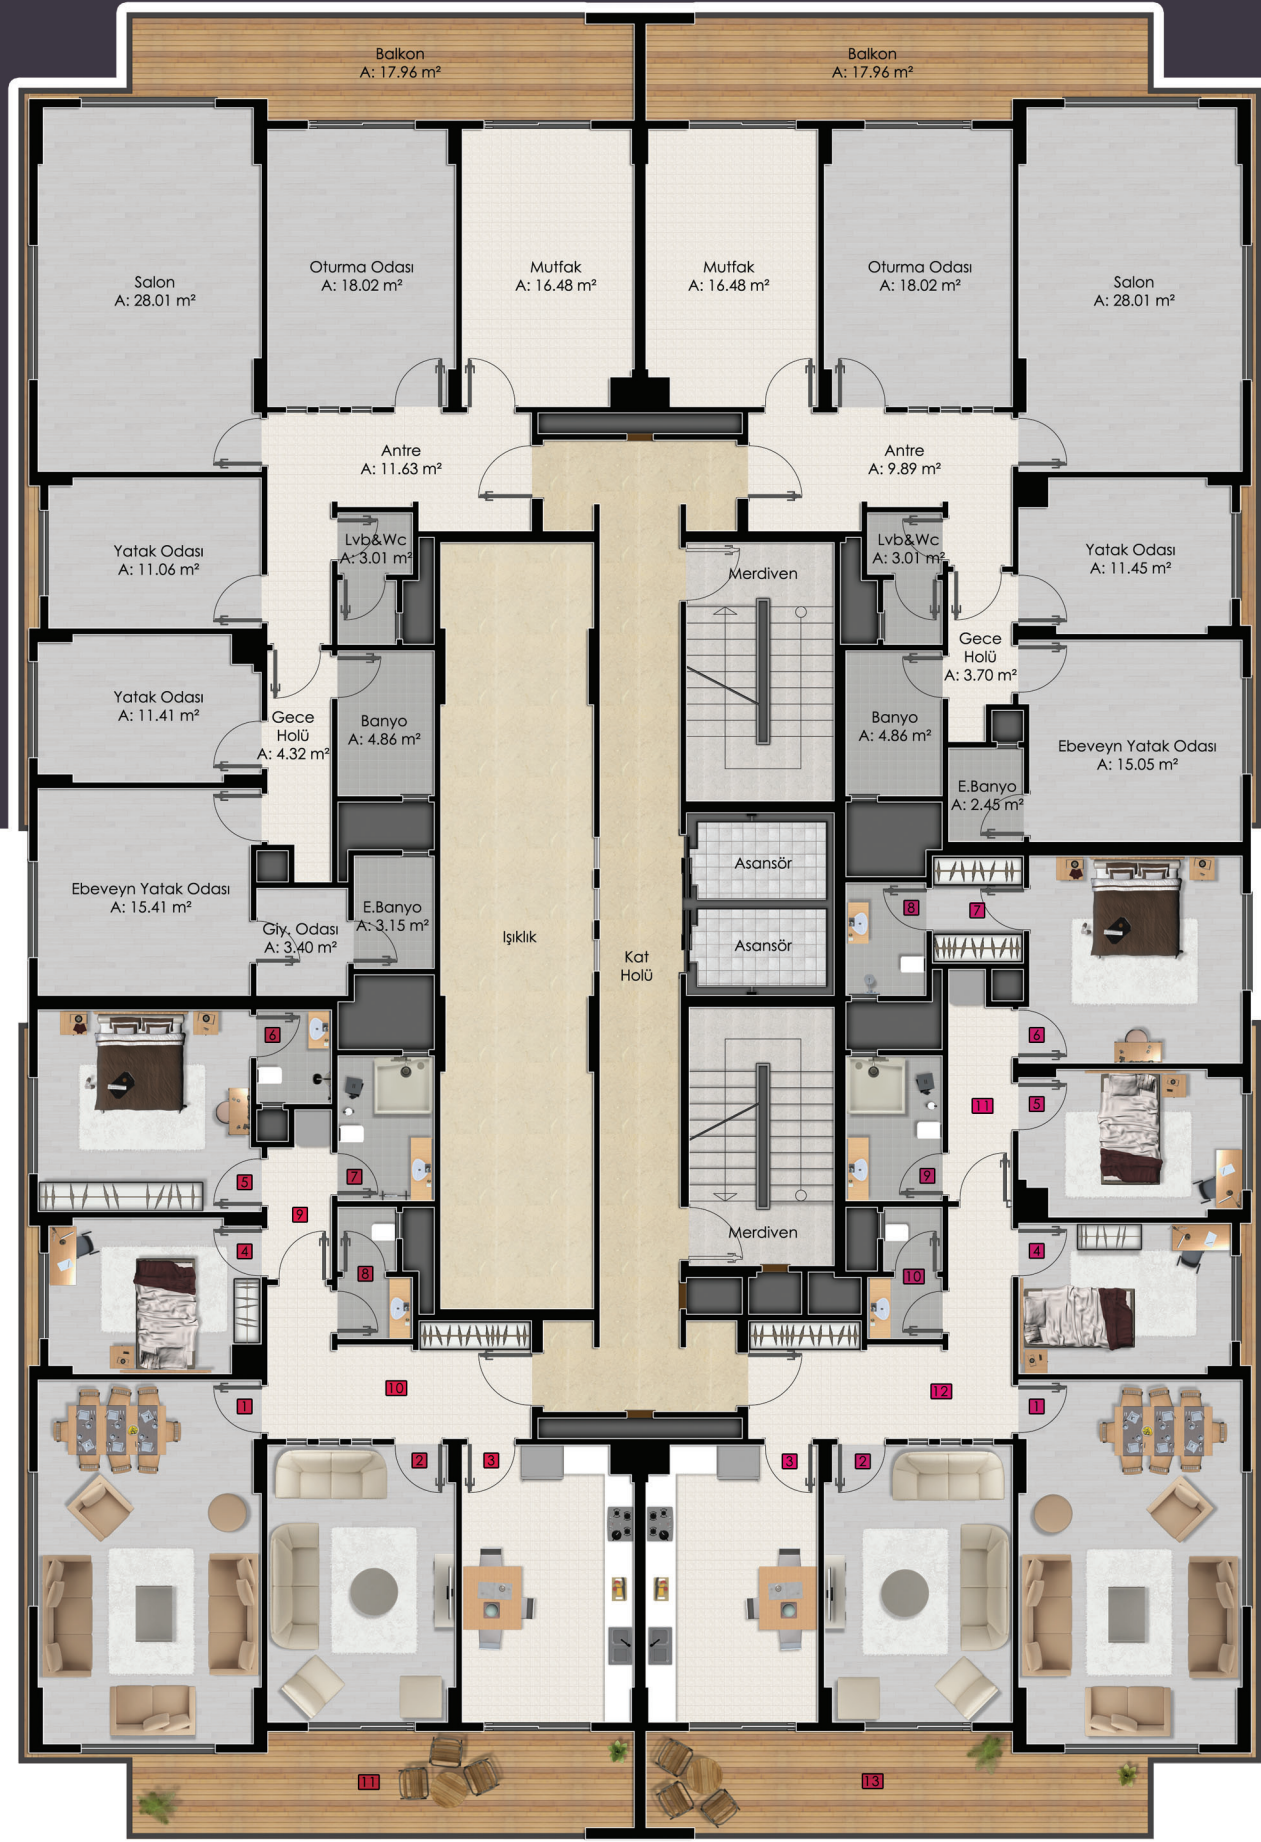 Balkon
A: 17.96 m²
Balkon
A: 17.96 m²
Salon
A: 28.01 m²
Oturma Odası
A: 18.02 m²
Mutfak
A: 16.48 m²
Mutfak
A: 16.48 m²
Oturma Odası
A: 18.02 m²
Salon
A: 28.01 m²
Antre
A: 11.63 m²
Antre
A: 9.89 m²
Yatak Odası
A: 11.06 m²
Lvb&Wc
A: 3.01 m²
Merdiven
Lvb&Wc
A: 3.01 m²
Yatak Odası
A: 11.45 m²
Yatak Odası
A: 11.41 m²
Gece
Holü
A: 4.32 m²
Banyo
A: 4.86 m²
Banyo
A: 4.86 m²
Gece
Holü
A: 3.70 m²
Ebeveyn Yatak Odası
A: 15.05 m²
E.Banyo
A: 2.45 m²
Asansör
Ebeveyn Yatak Odası
A: 15.41 m²
Giy. Odası
A: 3.40 m²
E.Banyo
A: 3.15 m²
Işıklık
Kat
Holü
Asansör
8
7
6
6
5
11
7
5
9
9
4
8
Merdiven
10
4
10
12
1
1
2
3
3
2
11
13